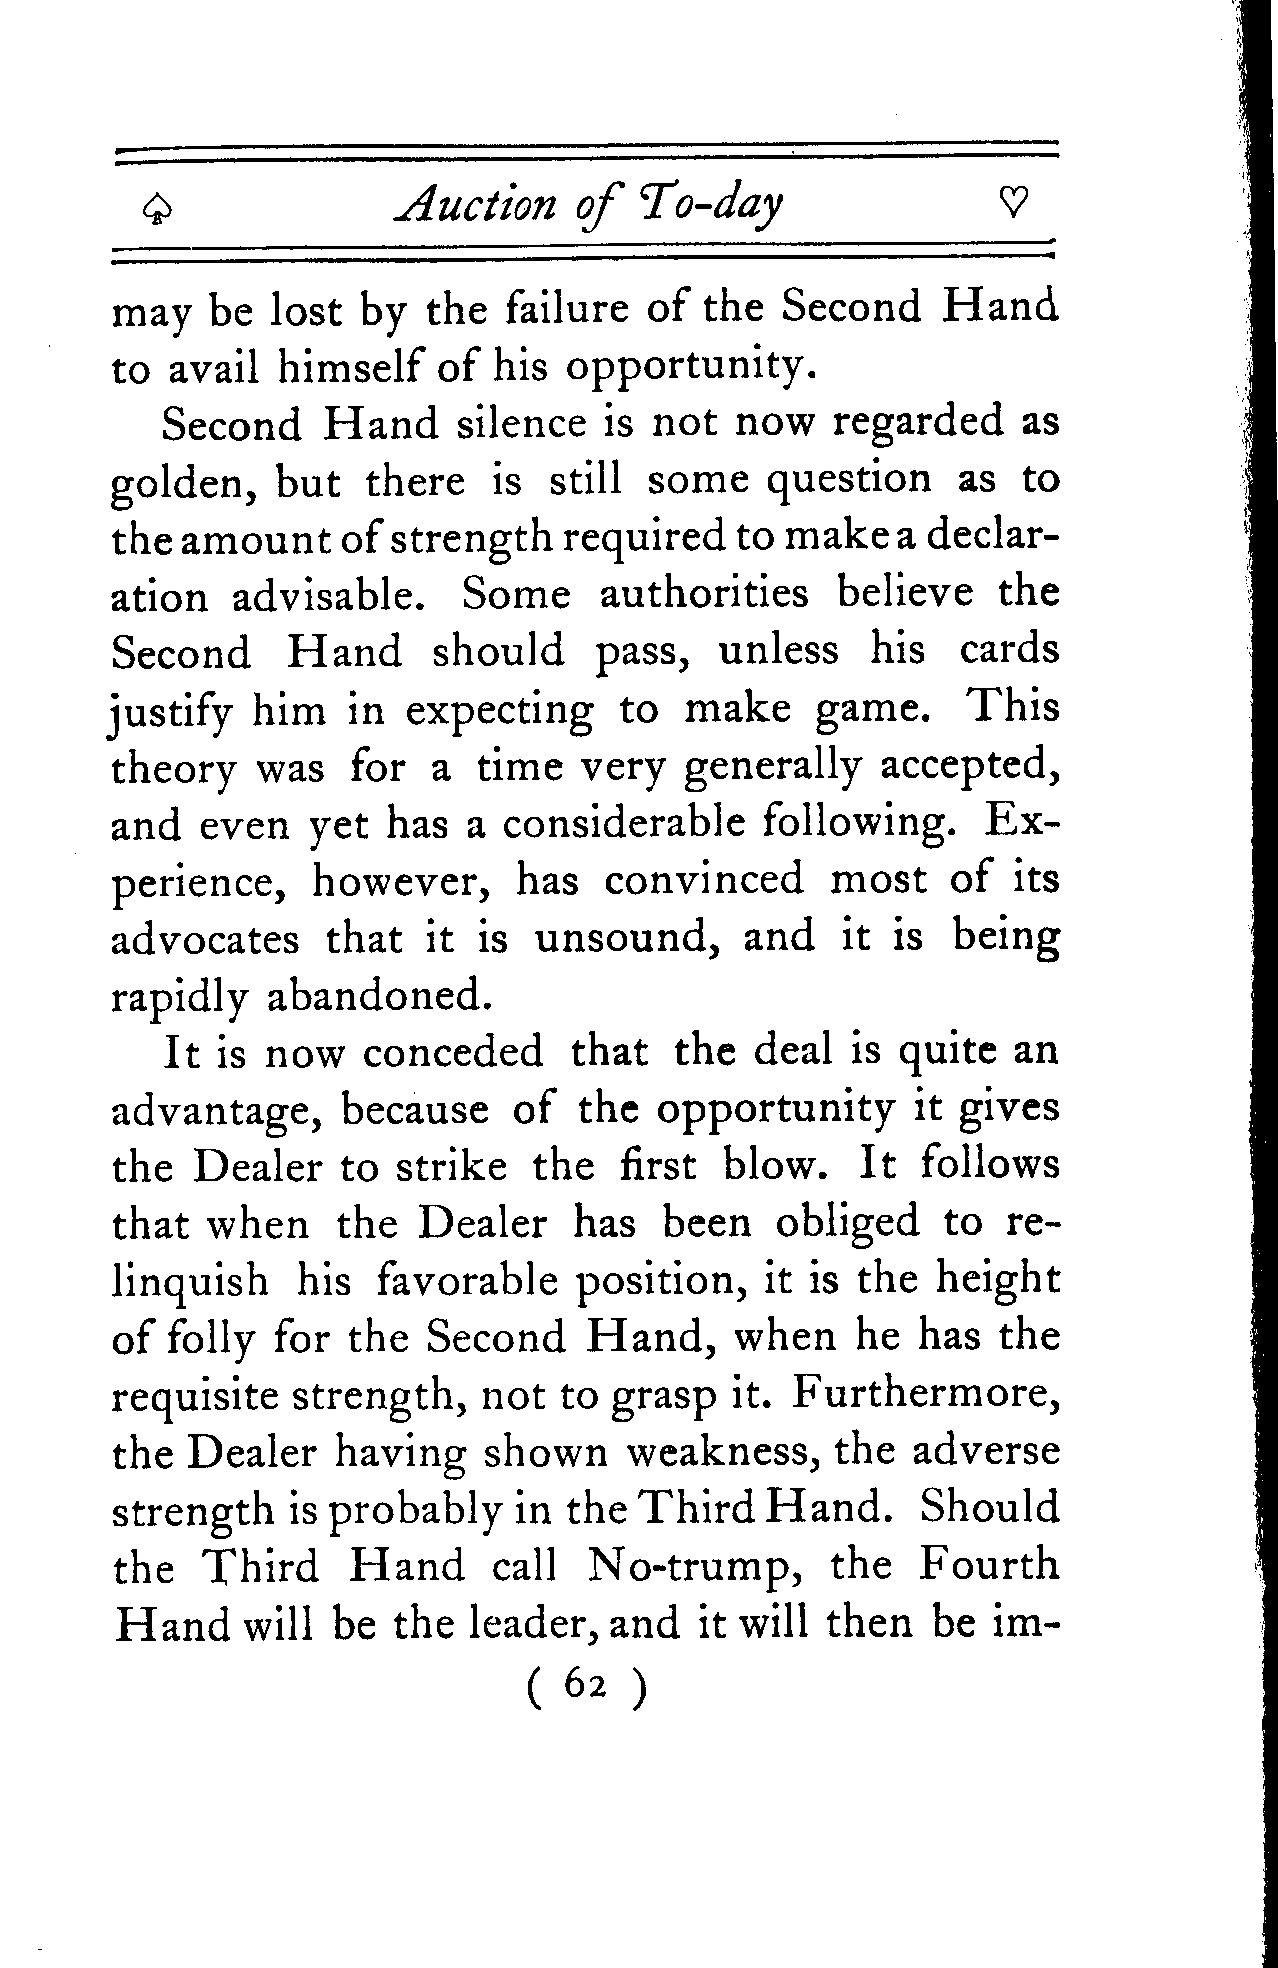 ♤ Auction of To-day ♡
may be lost by the failure of the Second Hand
to avail himself of his opportunity.
Second Hand silence is not now regarded as
golden, but there is still some question as to
the amount of strength required to make a declar-
ation advisable. Some authorities believe the
Second Hand should pass, unless his cards
justify him in expecting to make game. This
theory was for a time very generally accepted,
and even yet has a considerable following. Ex-
perience, however, has convinced most of its
advocates that it is unsound, and it is being
rapidly abandoned.
It is now conceded that the deal is quite an
advantage, because of the opportunity it gives
the Dealer to strike the first blow. It follows
that when the Dealer has been obliged to re-
linquish his favorable position, it is the height
of folly for the Second Hand, when he has the
requisite strength, not to grasp it. Furthermore,
the Dealer having shown weakness, the adverse
strength is probably in the Third Hand. Should
the Third Hand call No-trump, the Fourth
Hand will be the leader, and it will then be im-
( 62 )